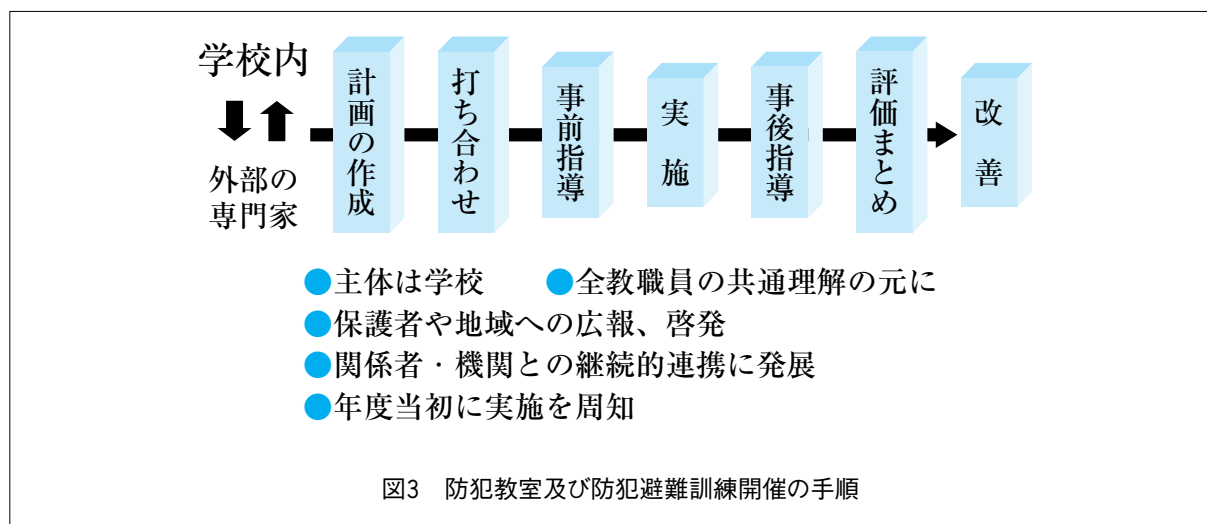 学校内
外部の
専門家
計画の作成
打ち合わせ
事前指導
実施
事後指導
評価まとめ
改善
●主体は学校　●全教職員の共通理解の元に
●保護者や地域への広報、啓発
●関係者・機関との継続的連携に発展
●年度当初に実施を周知
図3　防犯教室及び防犯避難訓練開催の手順